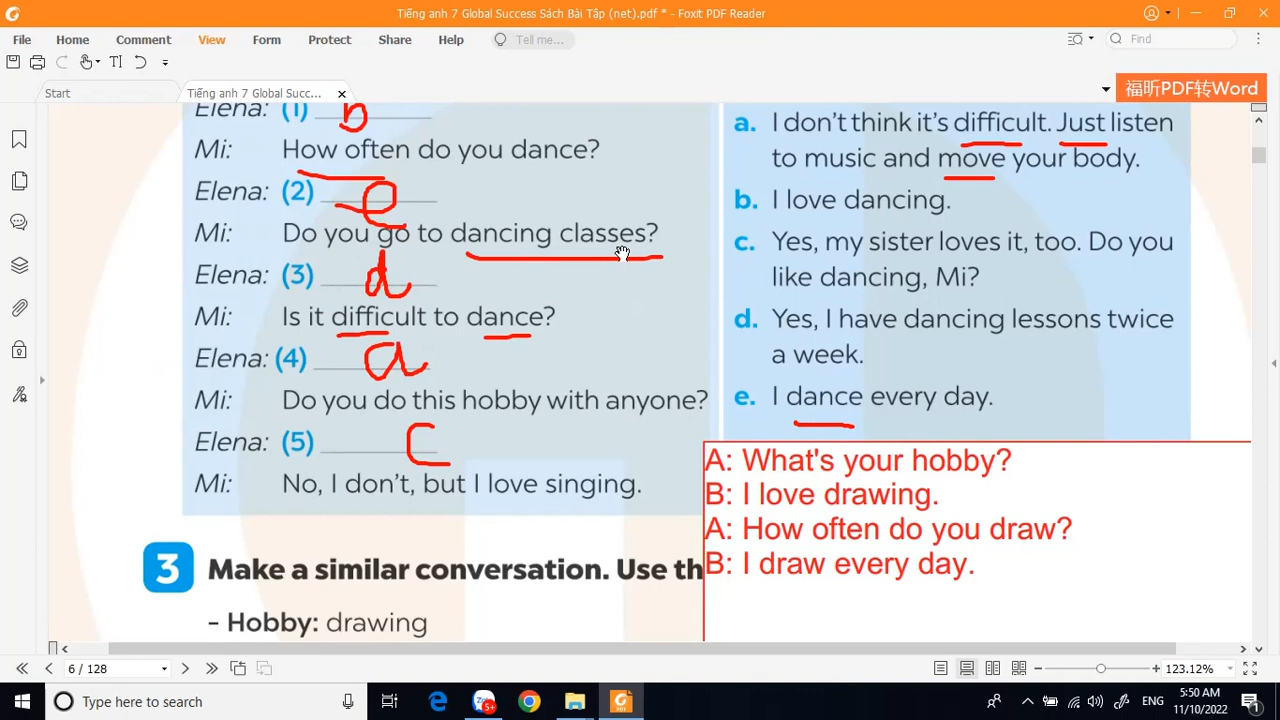 Tiếng anh 7 Global Success Sách Bài Tập (net).pdf * - Foxit PDF Reader
File Home Comment View Form Protect Share Help Tell me... Find
Start Tiếng anh 7 Global Succ... 福昕PDF转Word
Elena: (1) b
Mi: How often do you dance?
Elena: (2) e
Mi: Do you go to dancing classes?
Elena: (3) d
Mi: Is it difficult to dance?
Elena: (4) a
Mi: Do you do this hobby with anyone?
Elena: (5) C
Mi: No, I don't, but I love singing.
a. I don't think it's difficult. Just listen
to music and move your body.
b. I love dancing.
c. Yes, my sister loves it, too. Do you
like dancing, Mi?
d. Yes, I have dancing lessons twice
a week.
e. I dance every day.
A: What's your hobby?
B: I love drawing.
A: How often do you draw?
B: I draw every day.
3 Make a similar conversation. Use th
- Hobby: drawing
6 / 128 123.12%
Type here to search 5+ ENG 5:50 AM
11/10/2022 1